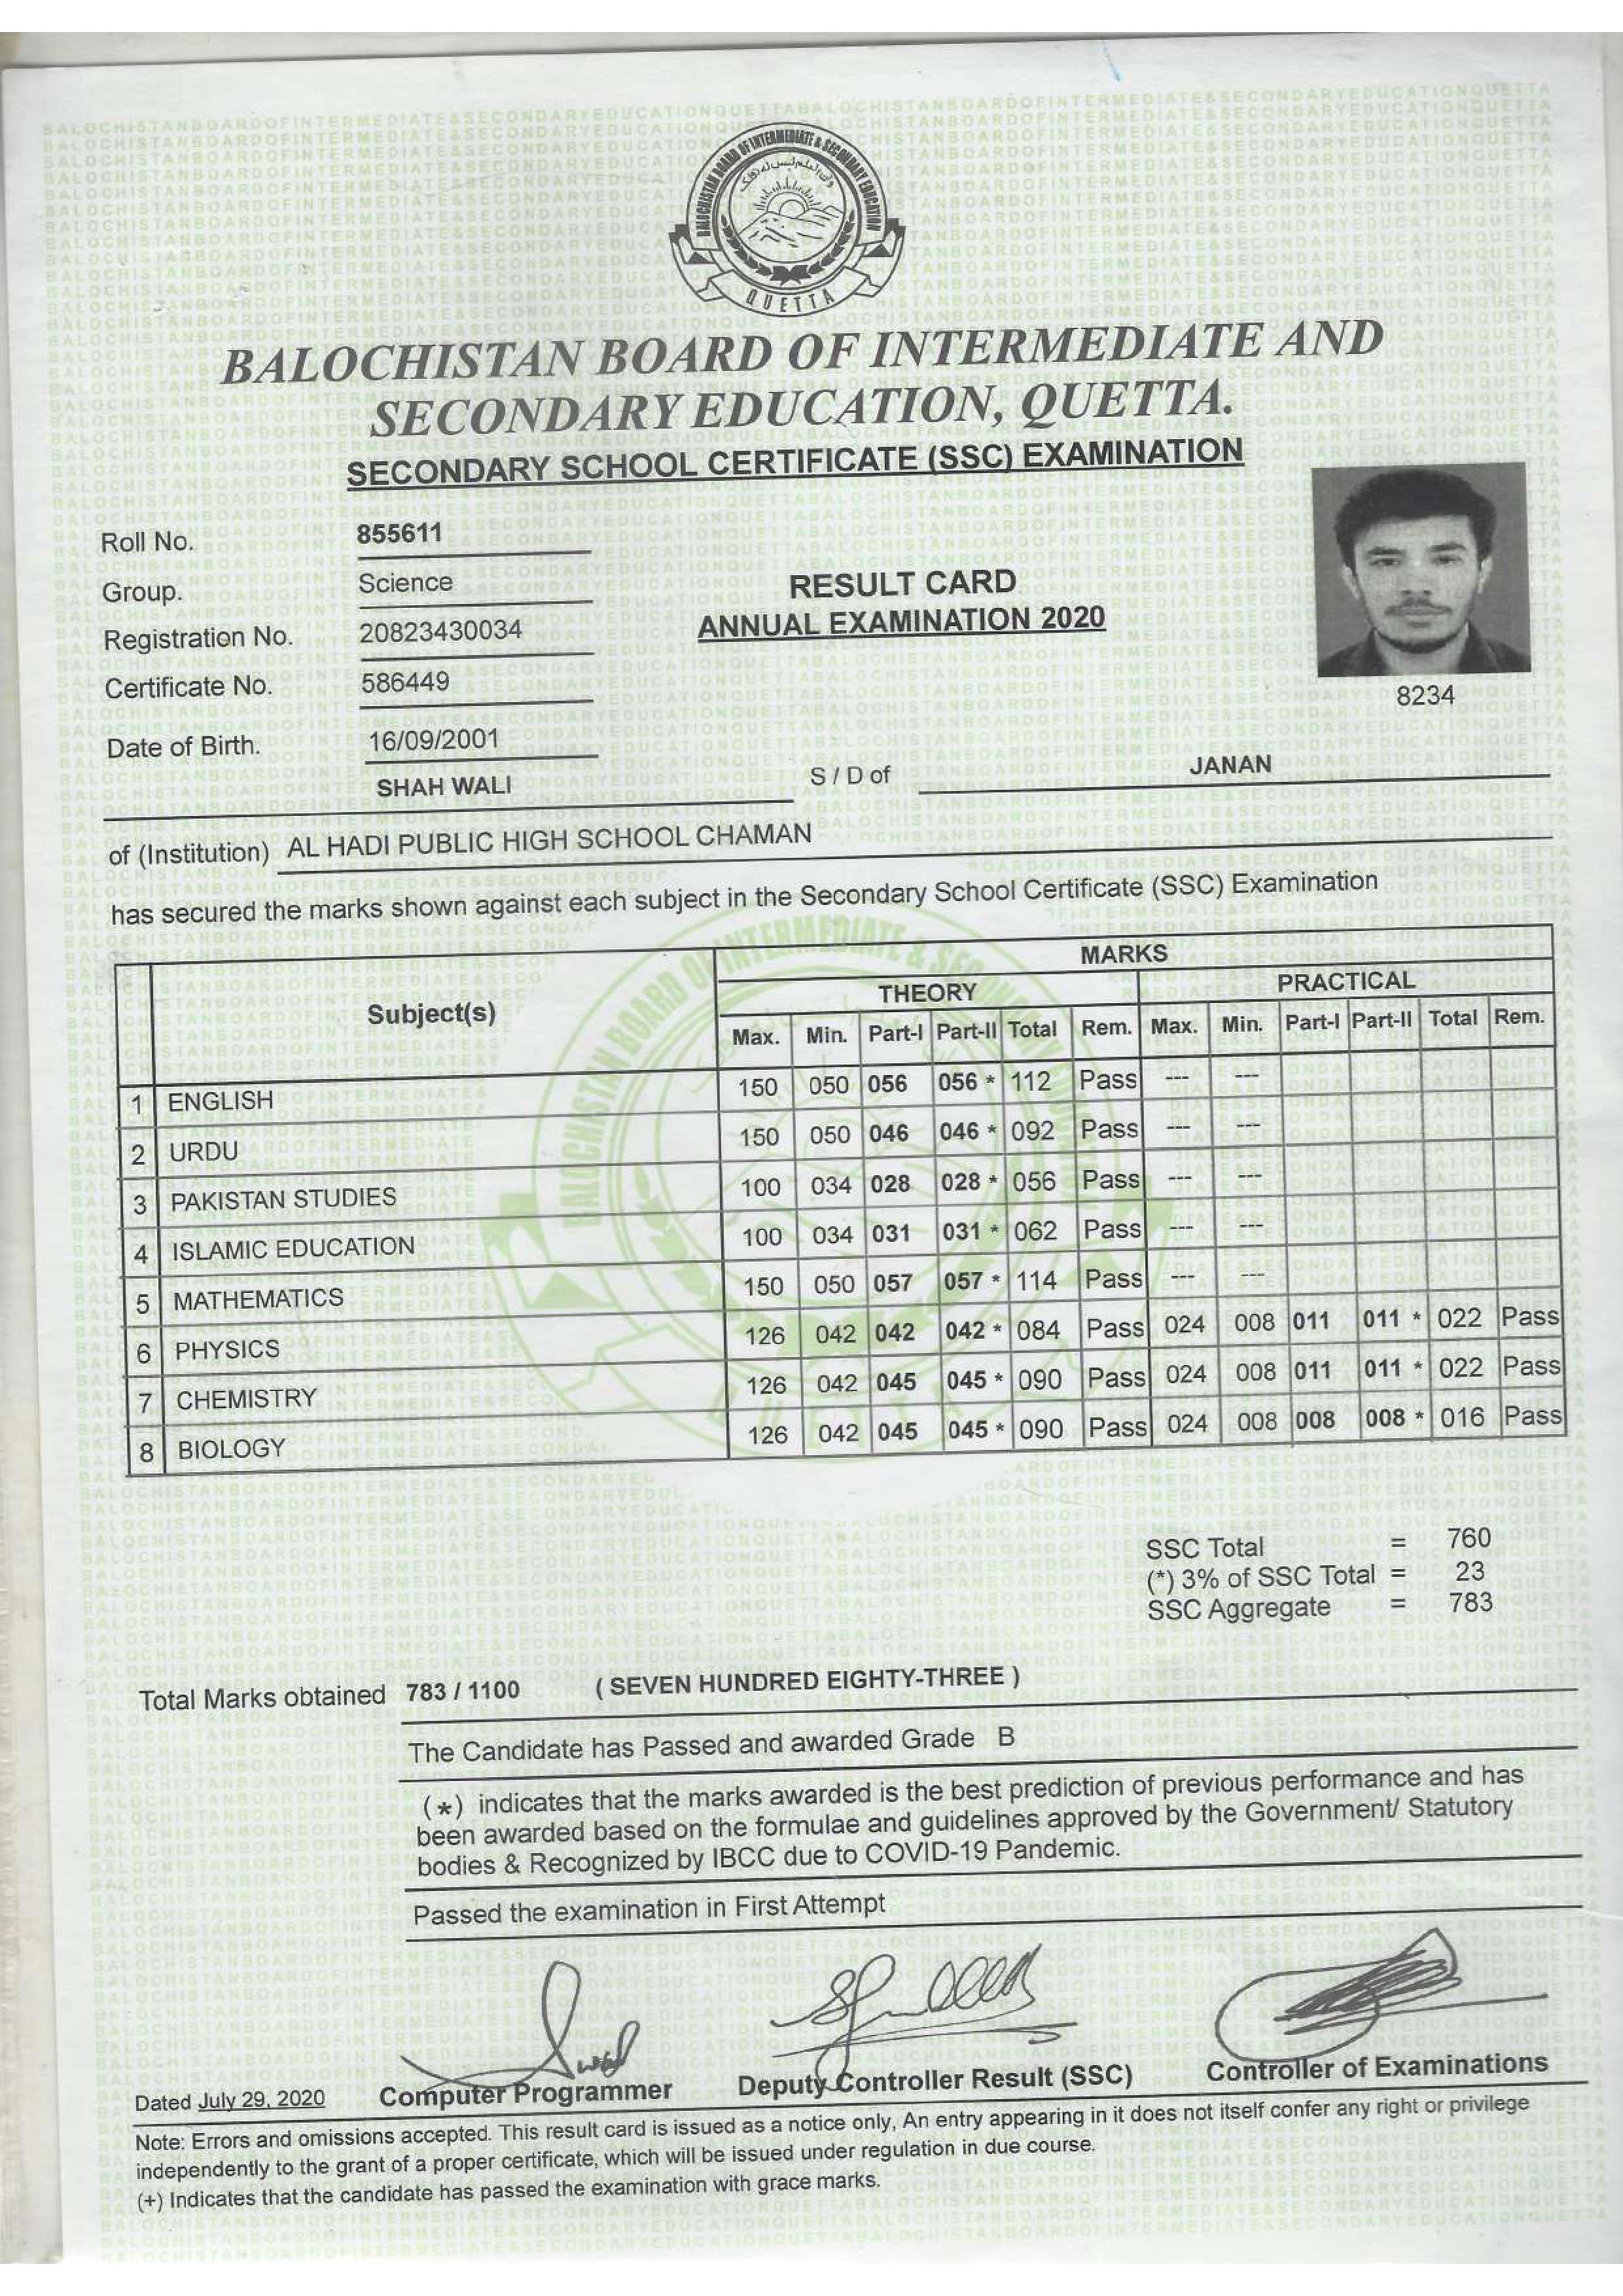 BALOCHISTAN BOARD OF INTERMEDIATE & SECONDARY EDUCATION
QUETTA
BALOCHISTAN BOARD OF INTERMEDIATE AND
SECONDARY EDUCATION, QUETTA.
SECONDARY SCHOOL CERTIFICATE (SSC) EXAMINATION
Roll No. 855611
Group. Science
RESULT CARD
Registration No. 20823430034
ANNUAL EXAMINATION 2020
Certificate No. 586449
8234
Date of Birth. 16/09/2001
SHAH WALI S / D of JANAN
of (Institution) AL HADI PUBLIC HIGH SCHOOL CHAMAN
has secured the marks shown against each subject in the Secondary School Certificate (SSC) Examination
MARKS
Subject(s) THEORY PRACTICAL
Max. Min. Part-I Part-II Total Rem. Max. Min. Part-I Part-II Total Rem.
1 ENGLISH 150 050 056 056 * 112 Pass --- ---
2 URDU 150 050 046 046 * 092 Pass --- ---
3 PAKISTAN STUDIES 100 034 028 028 * 056 Pass --- ---
4 ISLAMIC EDUCATION 100 034 031 031 * 062 Pass --- ---
5 MATHEMATICS 150 050 057 057 * 114 Pass --- ---
6 PHYSICS 126 042 042 042 * 084 Pass 024 008 011 011 * 022 Pass
7 CHEMISTRY 126 042 045 045 * 090 Pass 024 008 011 011 * 022 Pass
8 BIOLOGY 126 042 045 045 * 090 Pass 024 008 008 008 * 016 Pass
SSC Total = 760
(*) 3% of SSC Total = 23
SSC Aggregate = 783
Total Marks obtained 783 / 1100 ( SEVEN HUNDRED EIGHTY-THREE )
The Candidate has Passed and awarded Grade B
(*) indicates that the marks awarded is the best prediction of previous performance and has
been awarded based on the formulae and guidelines approved by the Government/ Statutory
bodies & Recognized by IBCC due to COVID-19 Pandemic.
Passed the examination in First Attempt
Dated July 29, 2020 Computer Programmer Deputy Controller Result (SSC) Controller of Examinations
Note: Errors and omissions accepted. This result card is issued as a notice only, An entry appearing in it does not itself confer any right or privilege
independently to the grant of a proper certificate, which will be issued under regulation in due course.
(+) Indicates that the candidate has passed the examination with grace marks.